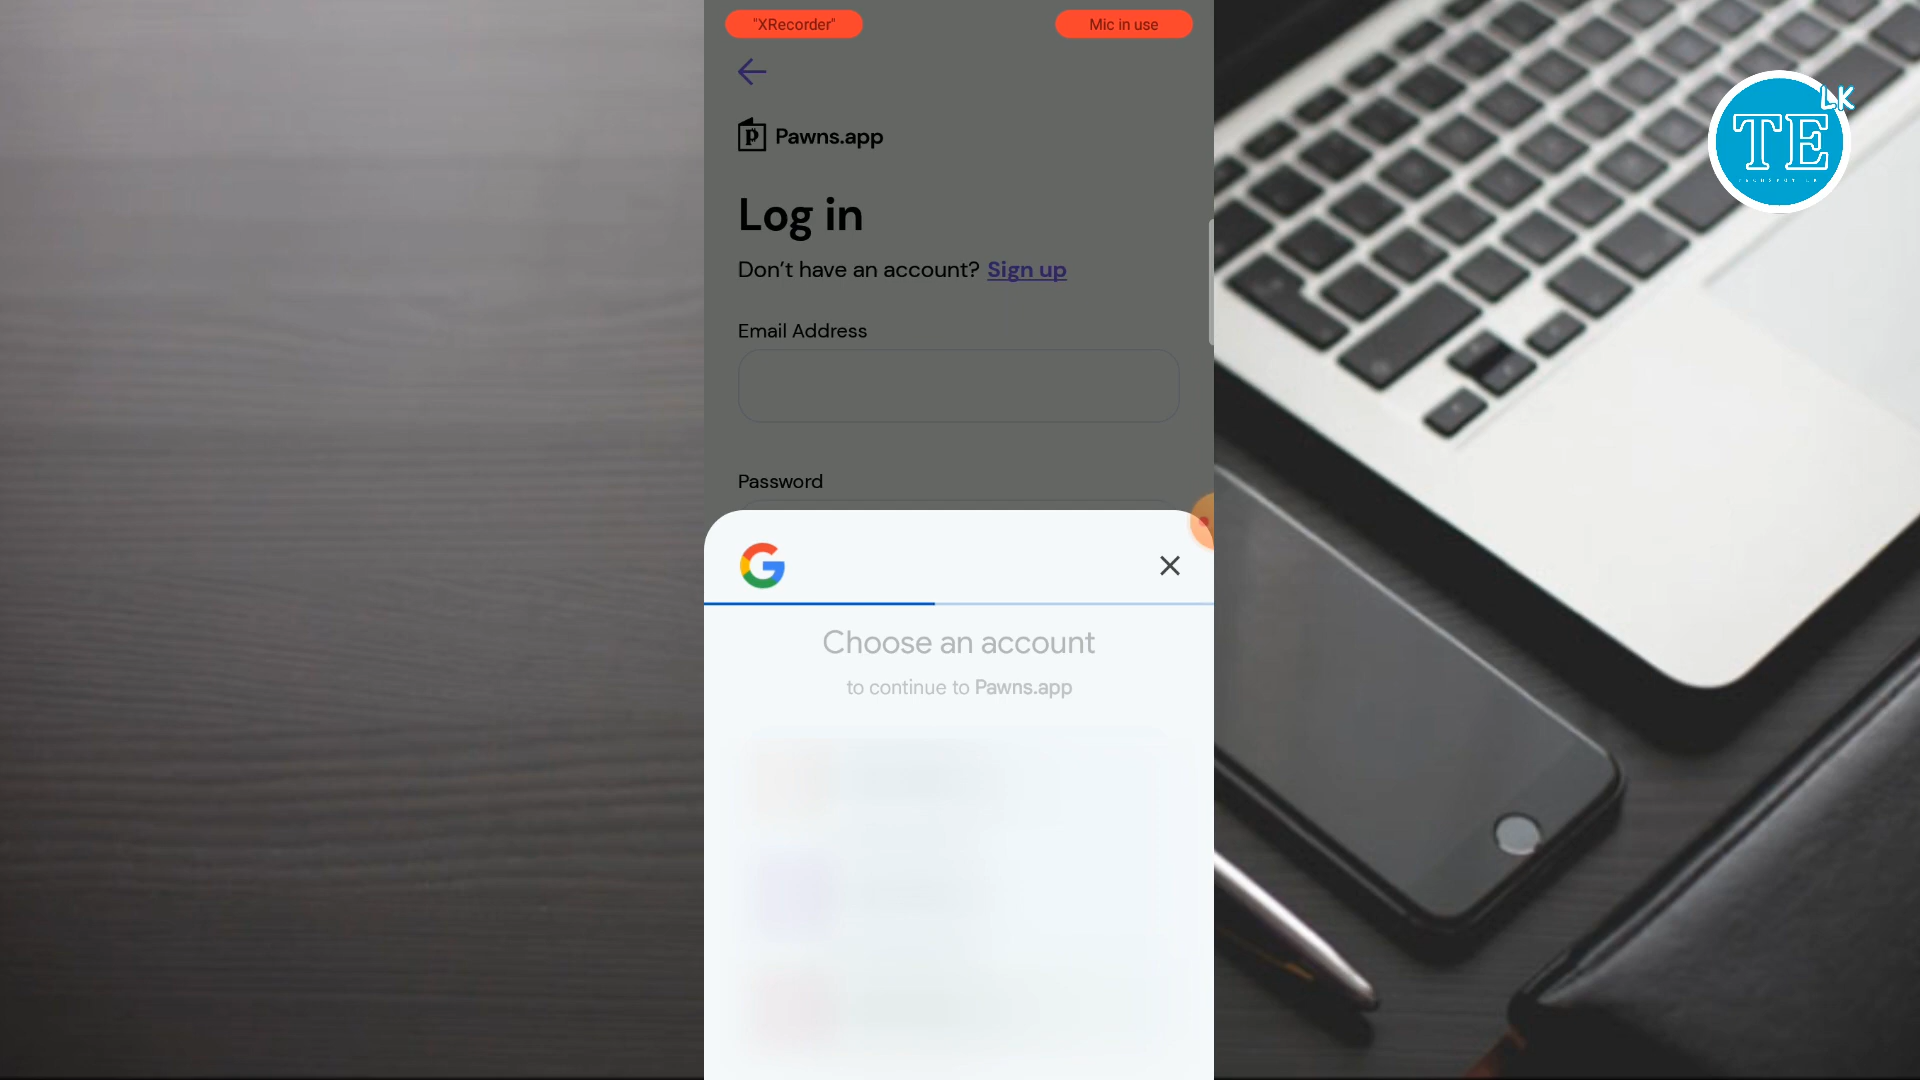 "XRecorder"
Mic in use
Pawns.app
Log in
Don't have an account? Sign up
Email Address
Password
Choose an account
to continue to Pawns.app
LK
TE